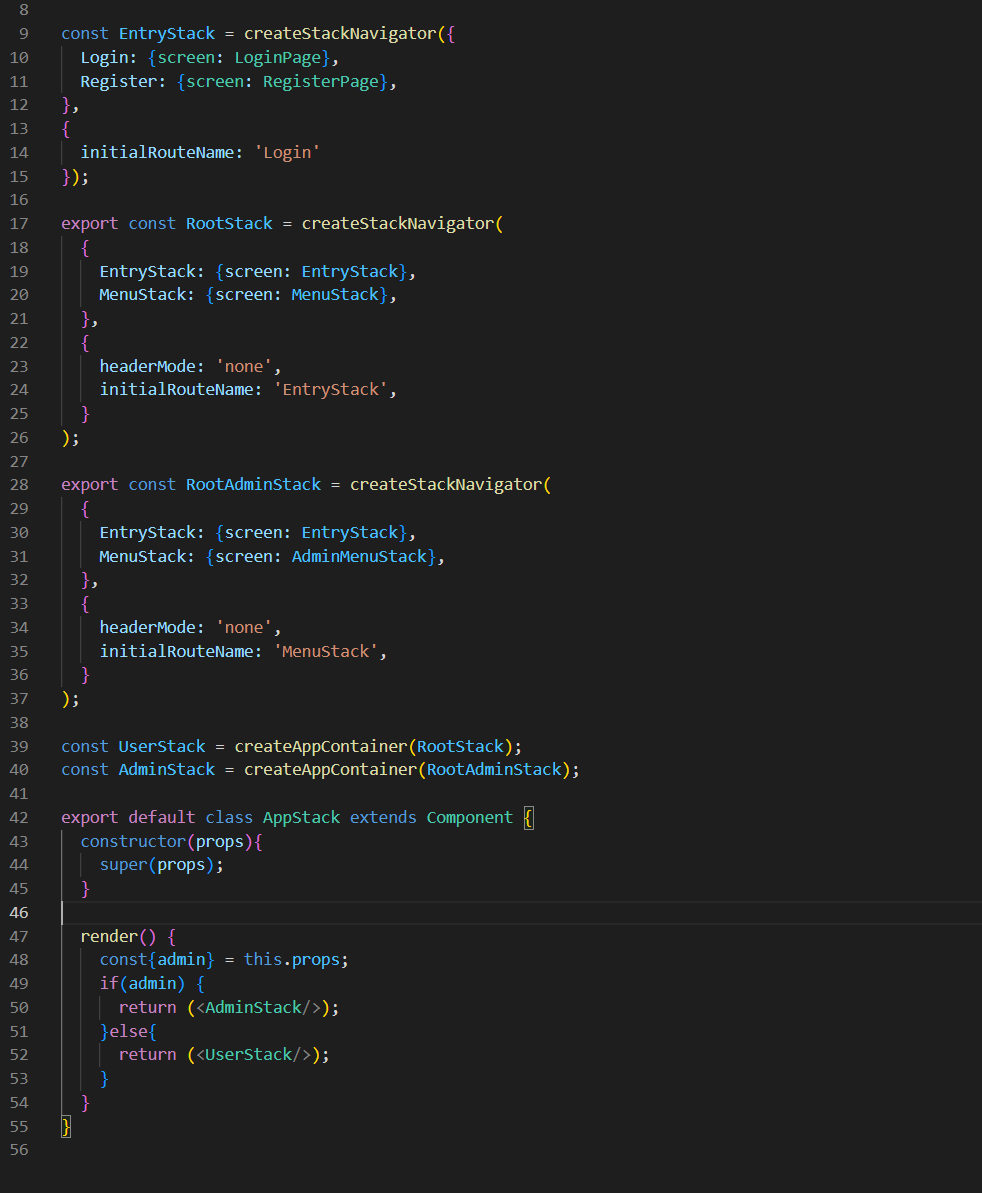 8
9 const EntryStack = createStackNavigator({
10   Login: {screen: LoginPage},
11   Register: {screen: RegisterPage},
12 },
13 {
14   initialRouteName: 'Login'
15 });
16
17 export const RootStack = createStackNavigator(
18   {
19     EntryStack: {screen: EntryStack},
20     MenuStack: {screen: MenuStack},
21   },
22   {
23     headerMode: 'none',
24     initialRouteName: 'EntryStack',
25   }
26 );
27
28 export const RootAdminStack = createStackNavigator(
29   {
30     EntryStack: {screen: EntryStack},
31     MenuStack: {screen: AdminMenuStack},
32   },
33   {
34     headerMode: 'none',
35     initialRouteName: 'MenuStack',
36   }
37 );
38
39 const UserStack = createAppContainer(RootStack);
40 const AdminStack = createAppContainer(RootAdminStack);
41
42 export default class AppStack extends Component {
43   constructor(props){
44     super(props);
45   }
46
47   render() {
48     const{admin} = this.props;
49     if(admin) {
50       return (<AdminStack/>);
51     }else{
52       return (<UserStack/>);
53     }
54   }
55 }
56